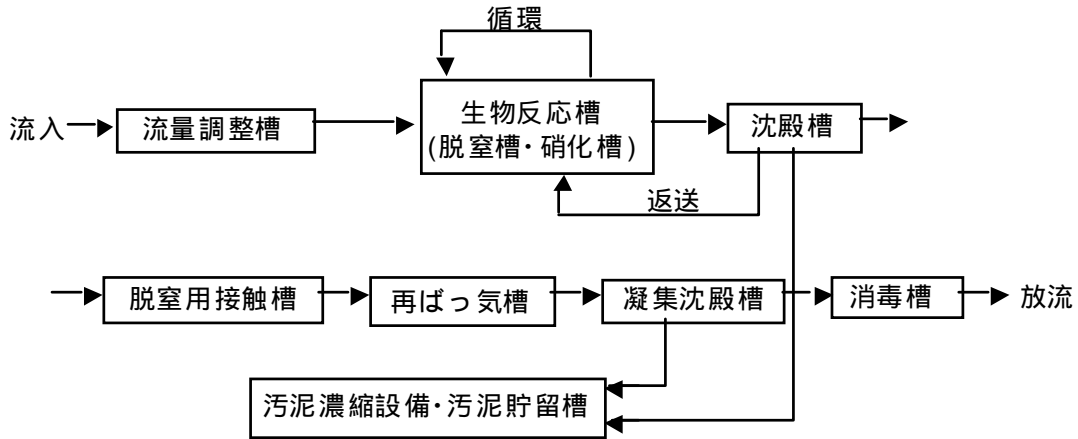 循環
流入
流量調整槽
生物反応槽
(脱窒槽・硝化槽)
沈殿槽
返送
脱窒用接触槽
再ばっ気槽
凝集沈殿槽
消毒槽
放流
汚泥濃縮設備・汚泥貯留槽